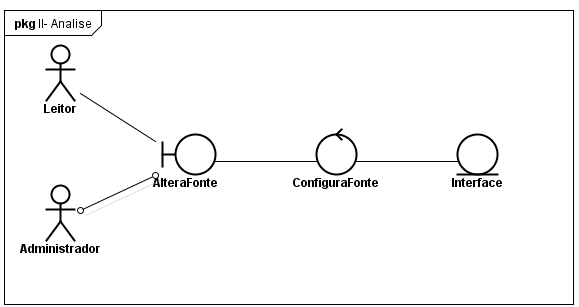 pkg II- Analise
Leitor
AlteraFonte
ConfiguraFonte
Interface
Administrador